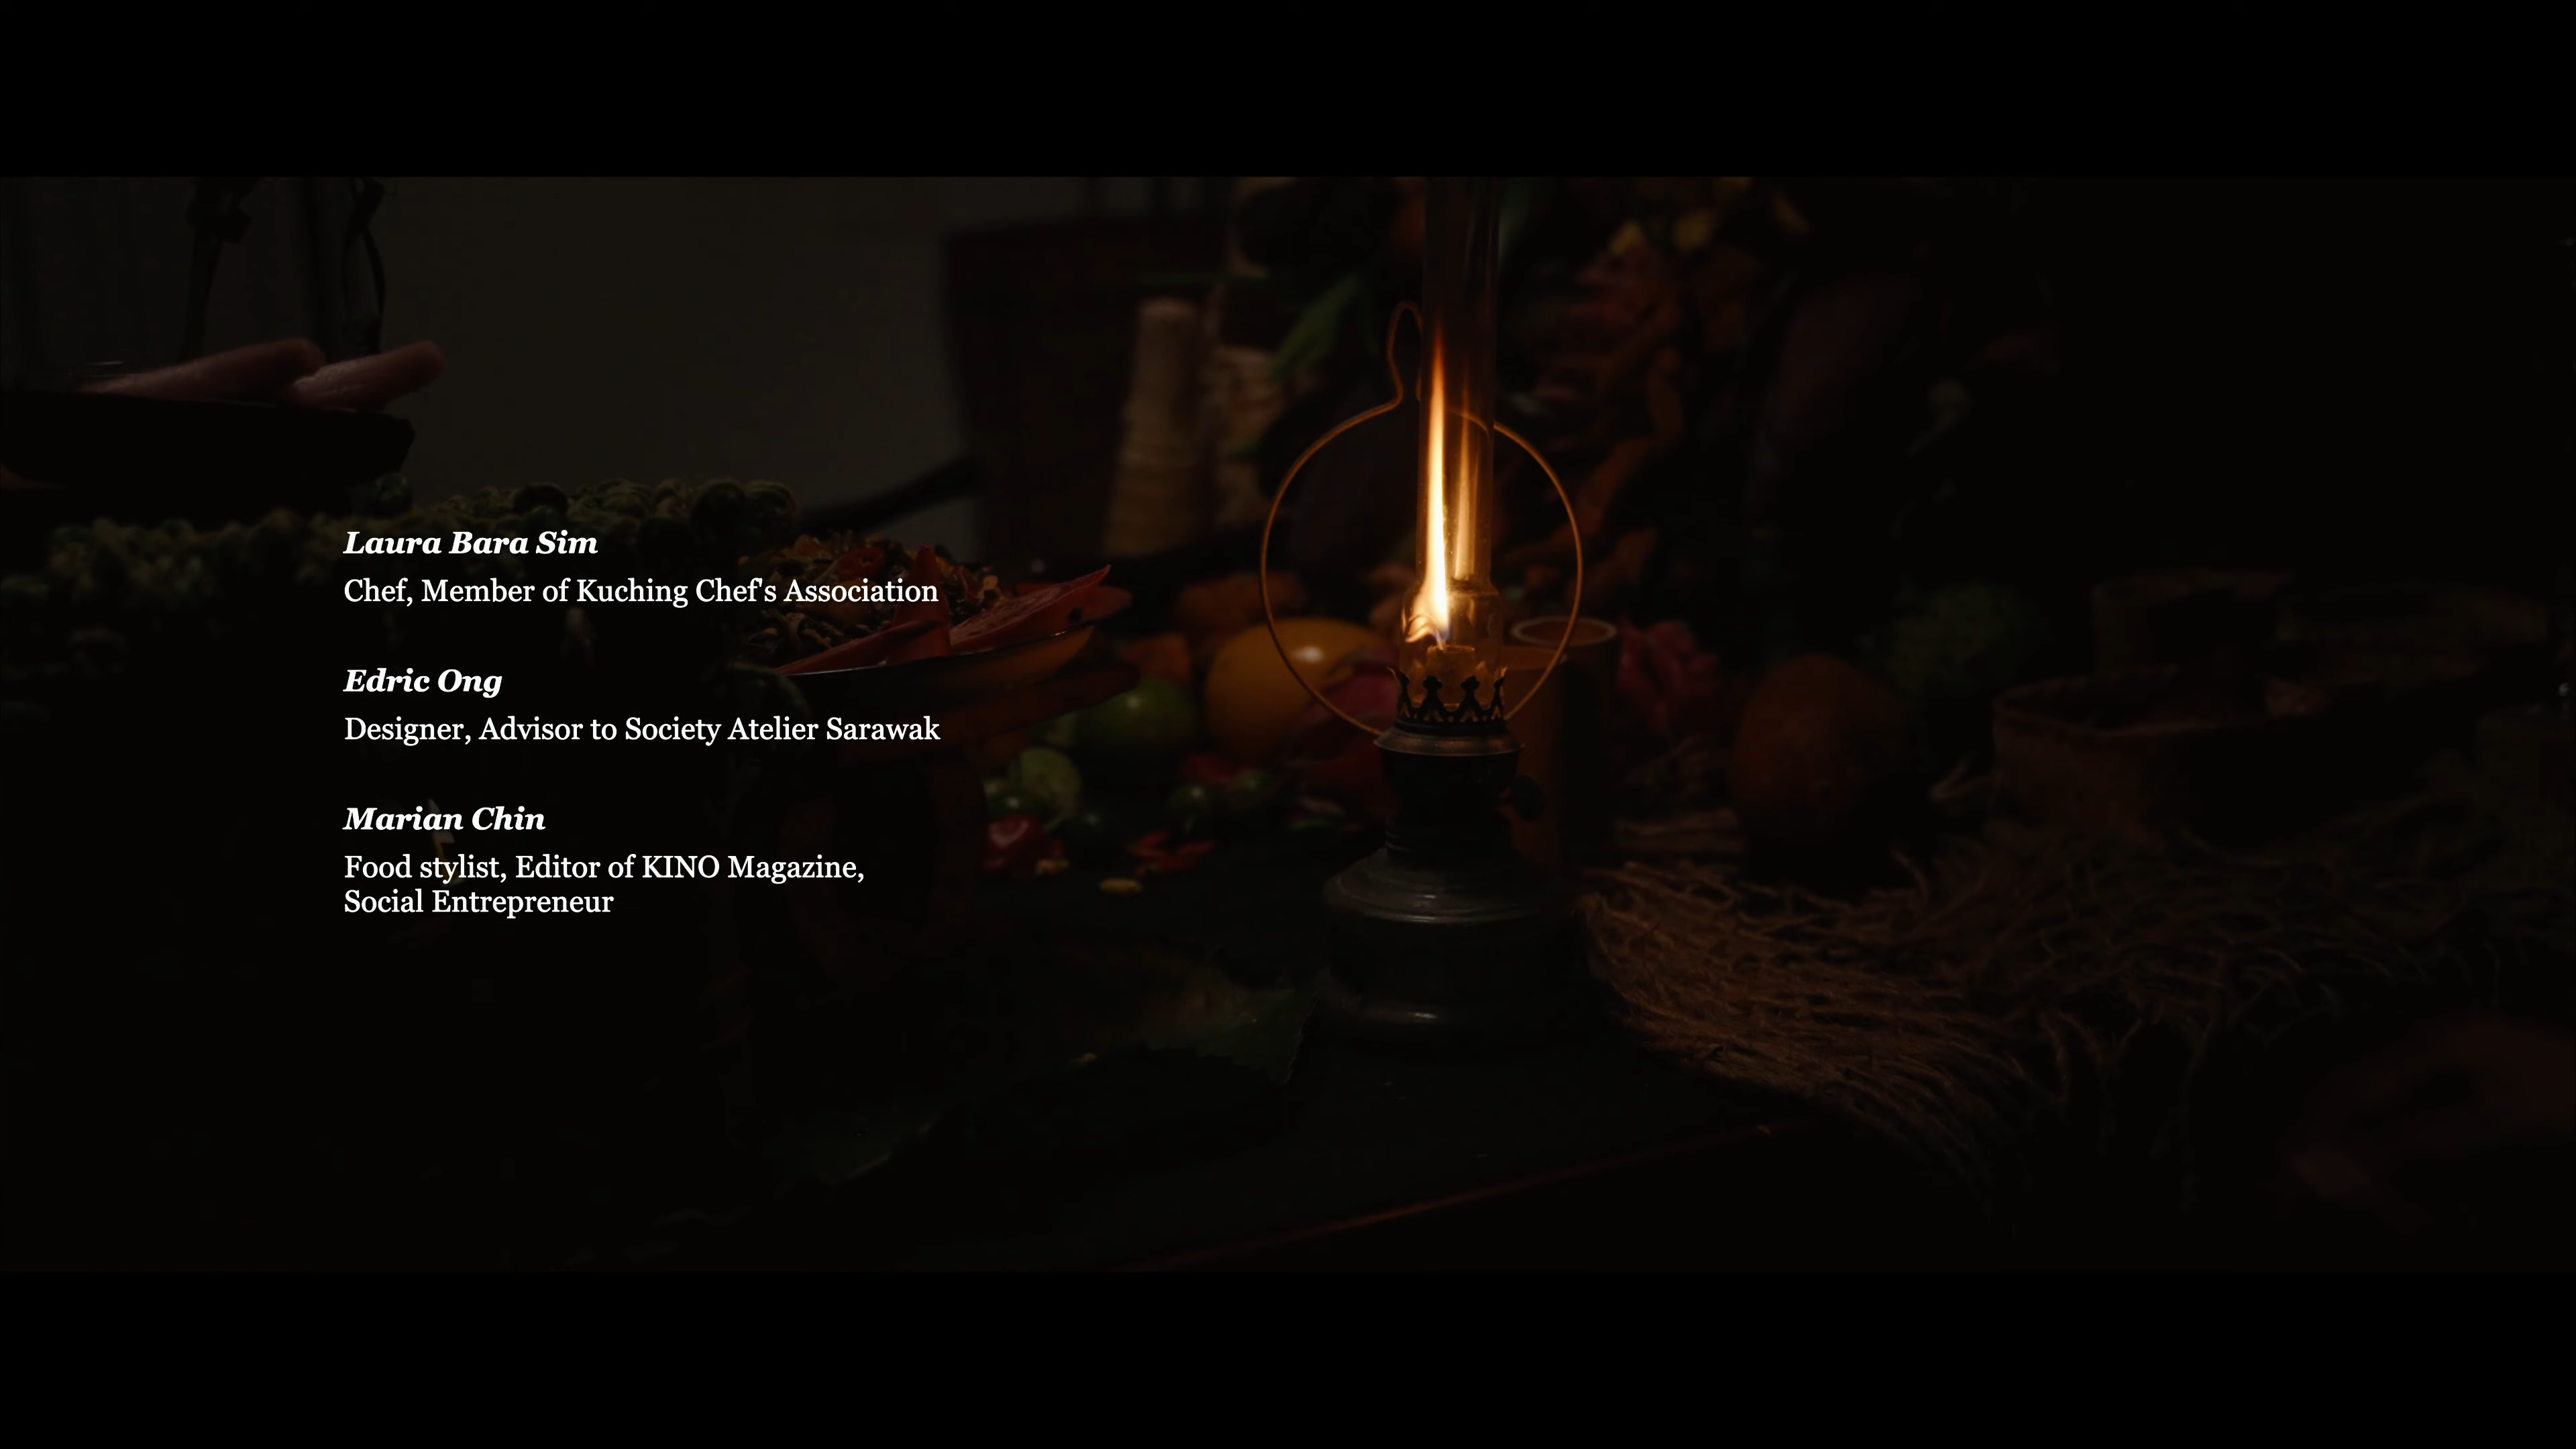 Laura Bara Sim
Chef, Member of Kuching Chef's Association
Edric Ong
Designer, Advisor to Society Atelier Sarawak
Marian Chin
Food stylist, Editor of KINO Magazine,
Social Entrepreneur